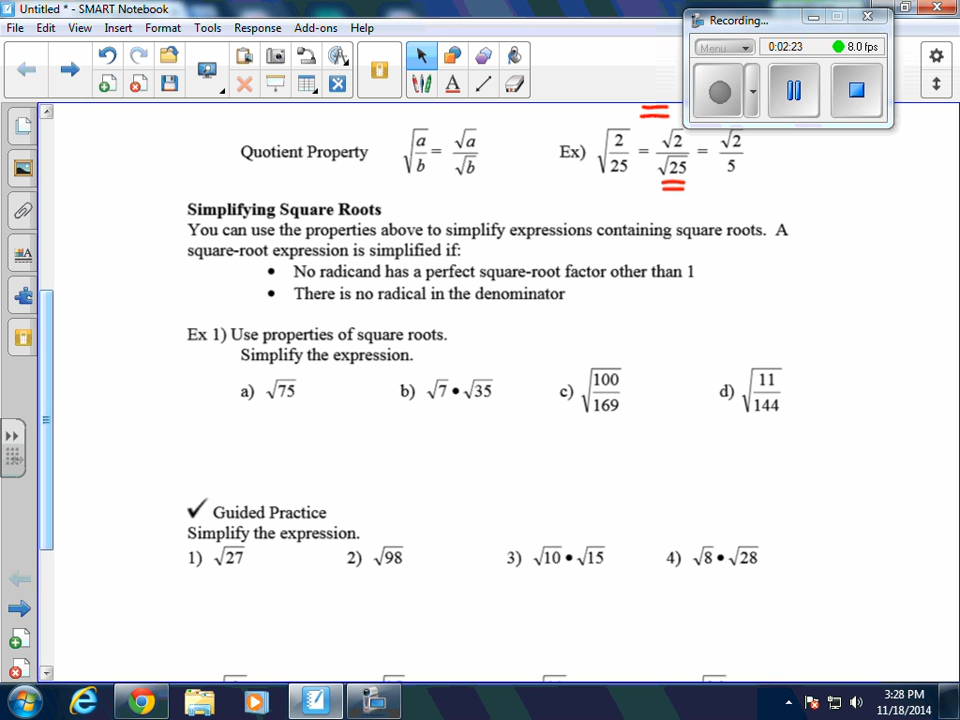 Untitled * - SMART Notebook
File Edit View Insert Format Tools Response Add-ons Help
Recording...
Menu 0:02:23 8.0 fps
Quotient Property √(a/b) = √a/√b Ex) √(2/25) = √2/√25 = √2/5
Simplifying Square Roots
You can use the properties above to simplify expressions containing square roots. A
square-root expression is simplified if:
• No radicand has a perfect square-root factor other than 1
• There is no radical in the denominator
Ex 1) Use properties of square roots.
Simplify the expression.
a) √75 b) √7 • √35 c) √(100/169) d) √(11/144)
✓ Guided Practice
Simplify the expression.
1) √27 2) √98 3) √10 • √15 4) √8 • √28
3:28 PM
11/18/2014